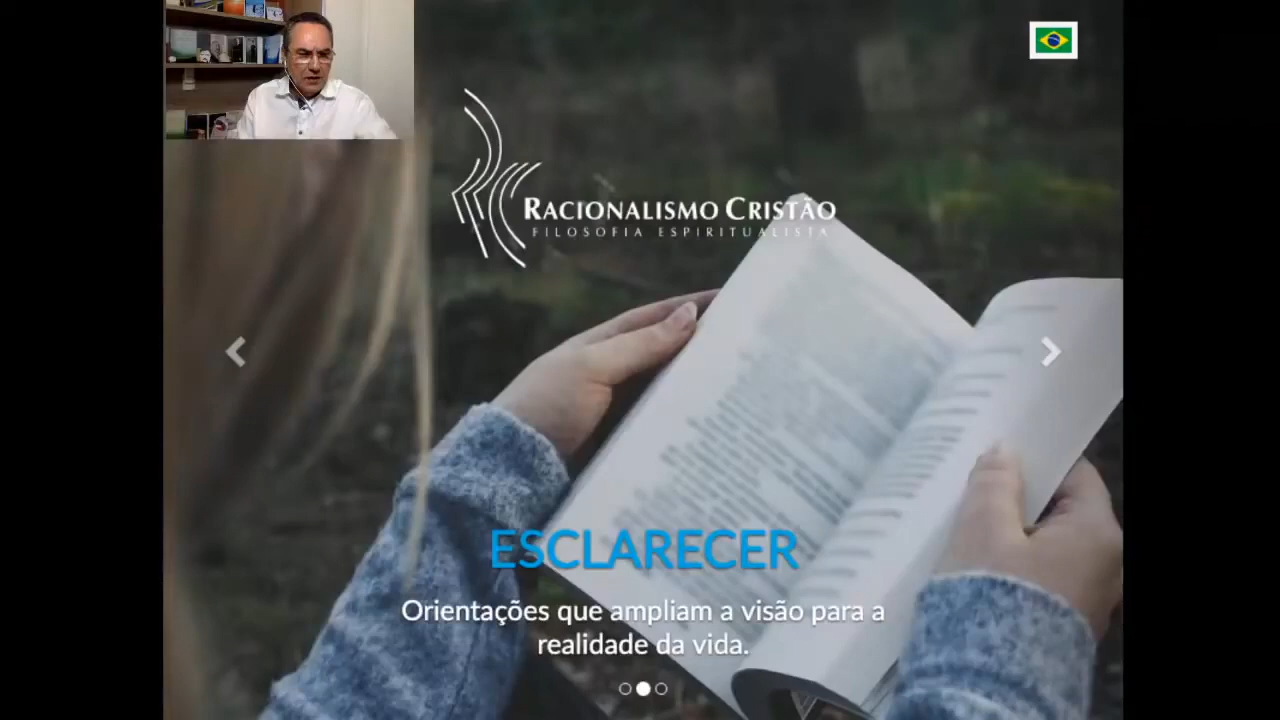 RACIONALISMO CRISTÃO
FILOSOFIA ESPIRITUALISTA
ESCLARECER
Orientações que ampliam a visão para a
realidade da vida.